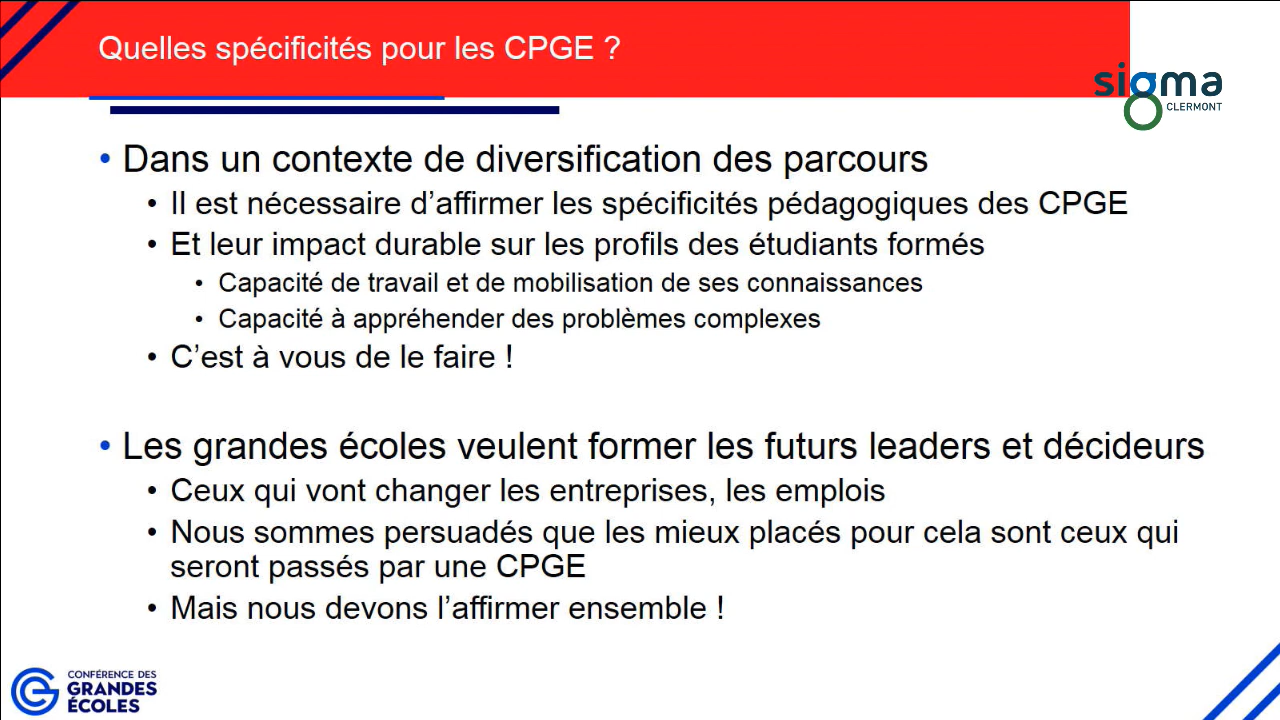 Quelles spécificités pour les CPGE ?
sigma
CLERMONT
• Dans un contexte de diversification des parcours
• Il est nécessaire d’affirmer les spécificités pédagogiques des CPGE
• Et leur impact durable sur les profils des étudiants formés
• Capacité de travail et de mobilisation de ses connaissances
• Capacité à appréhender des problèmes complexes
• C’est à vous de le faire !
• Les grandes écoles veulent former les futurs leaders et décideurs
• Ceux qui vont changer les entreprises, les emplois
• Nous sommes persuadés que les mieux placés pour cela sont ceux qui
seront passés par une CPGE
• Mais nous devons l’affirmer ensemble !
CONFÉRENCE DES
GRANDES
ÉCOLES